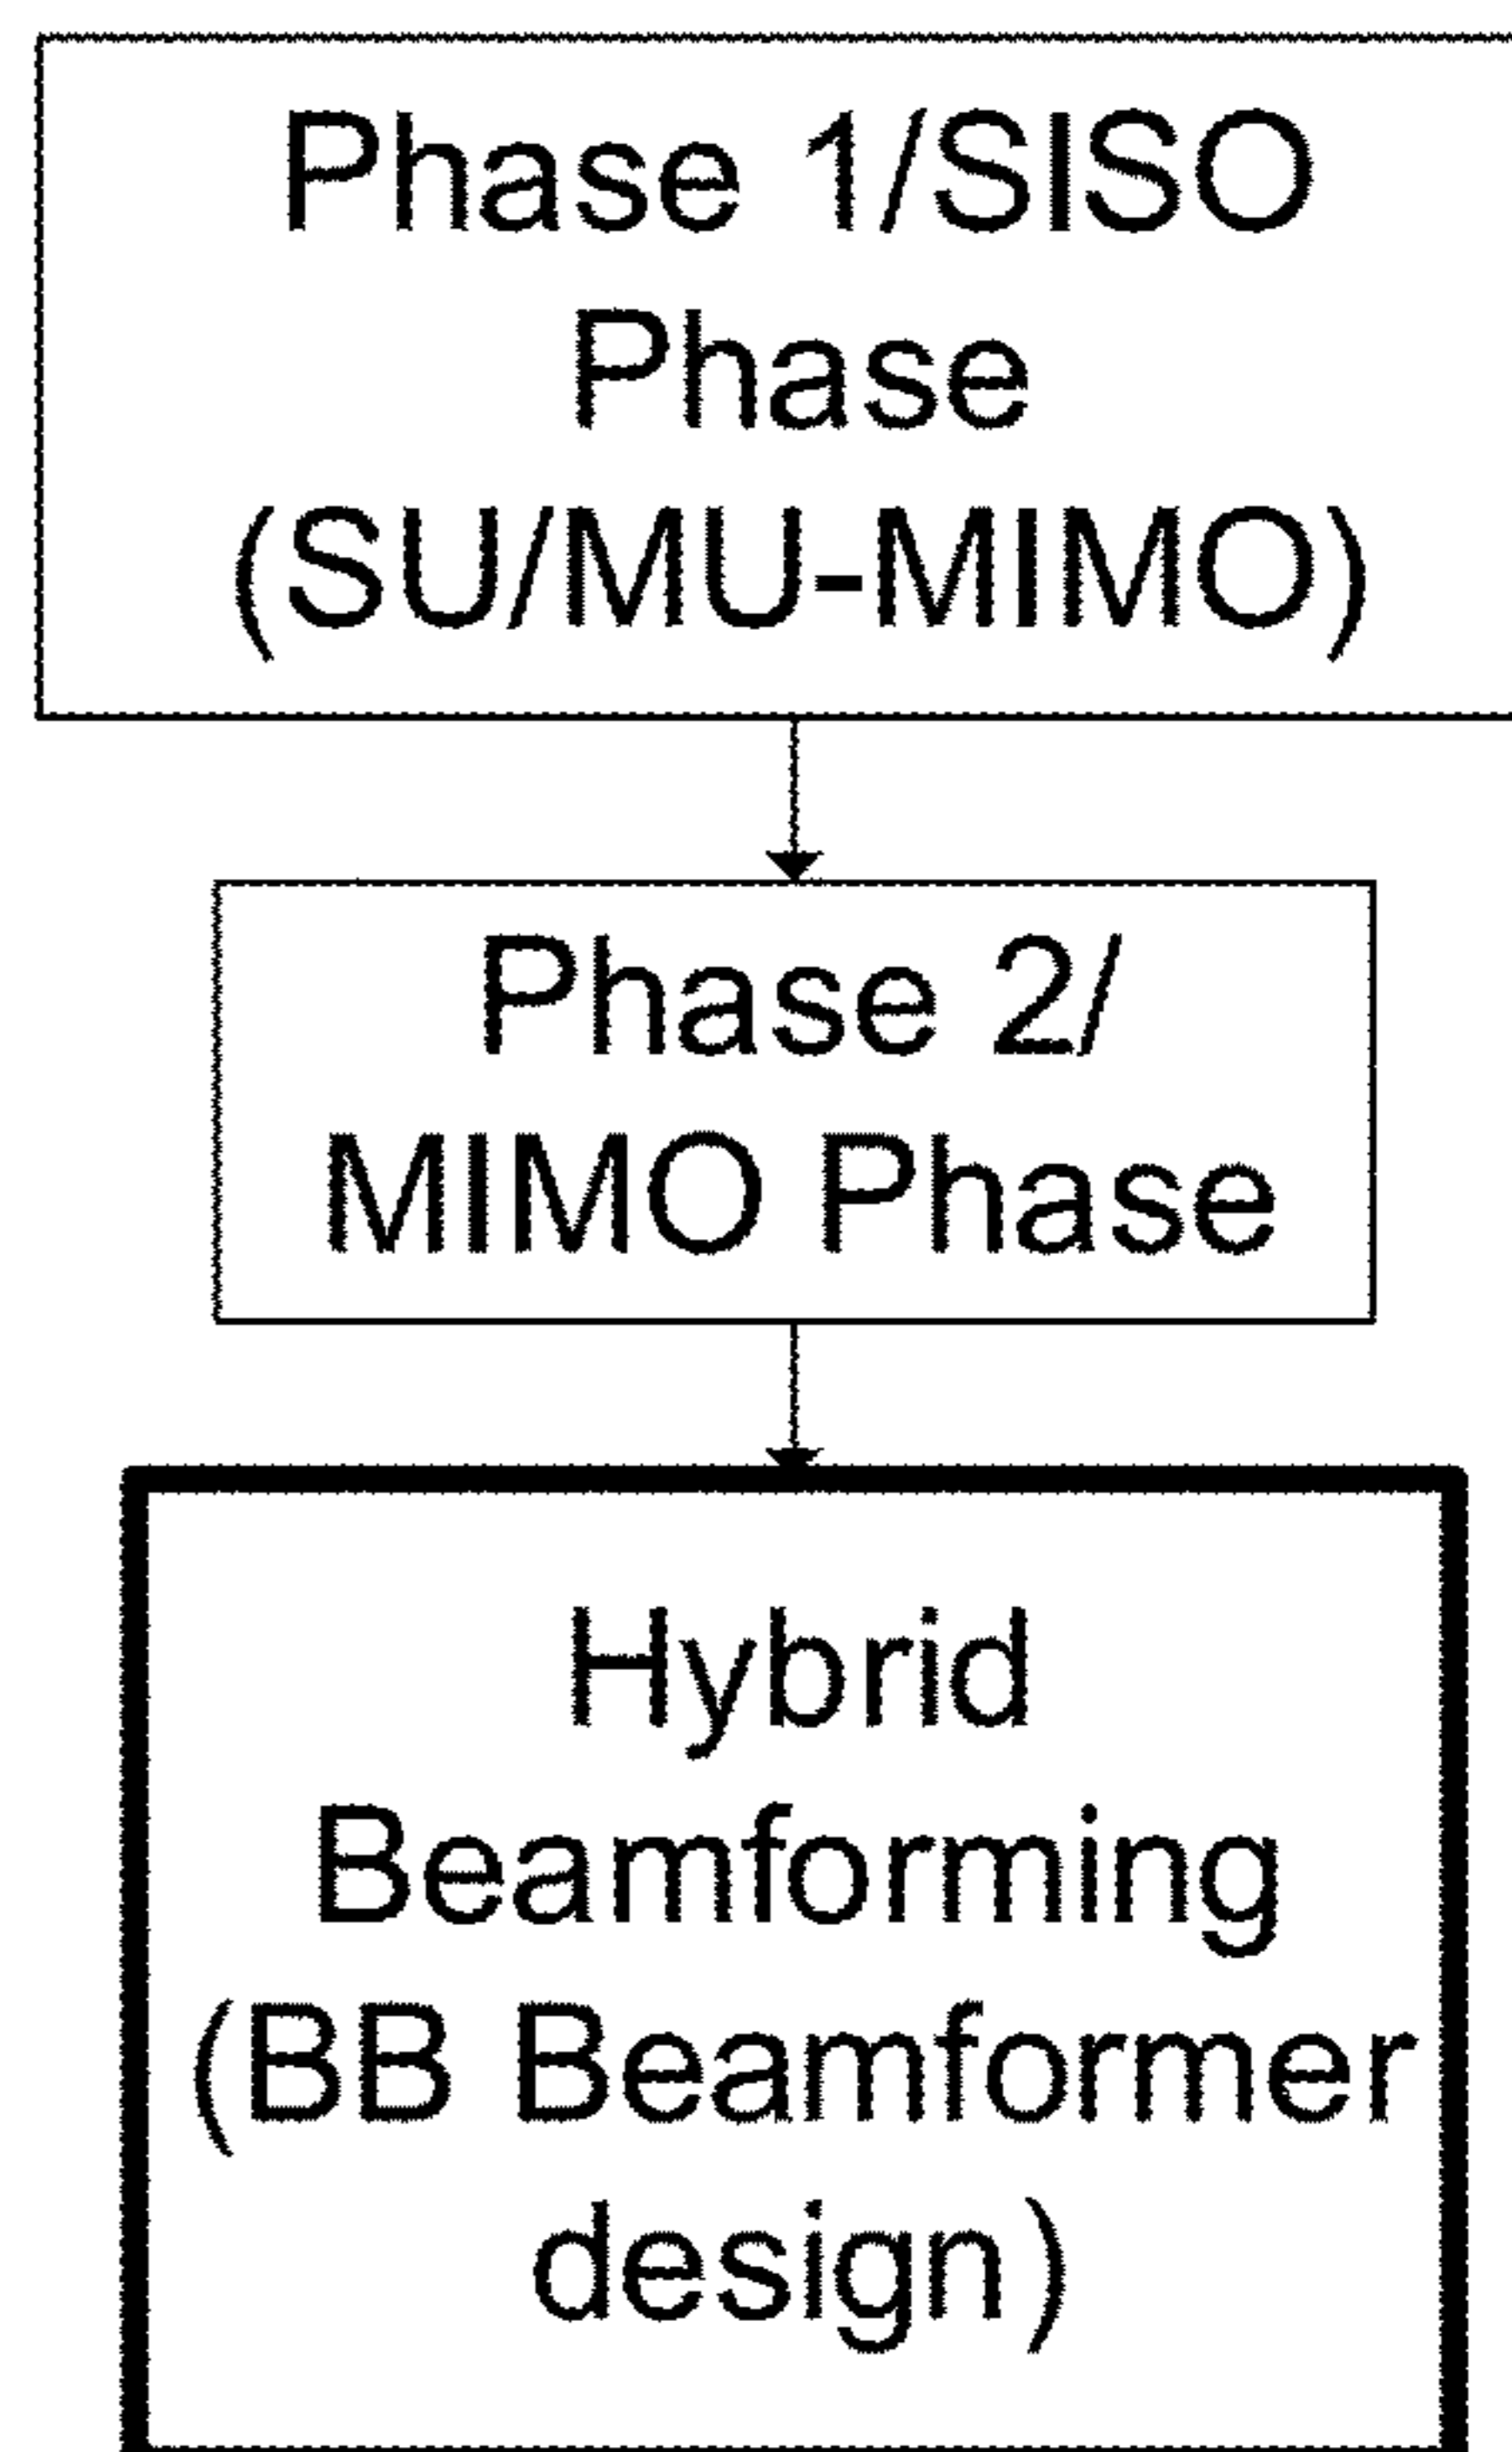 Phase 1/SISO
Phase
(SU/MU-MIMO)
Phase 2/
MIMO Phase
Hybrid
Beamforming
(BB Beamformer
design)